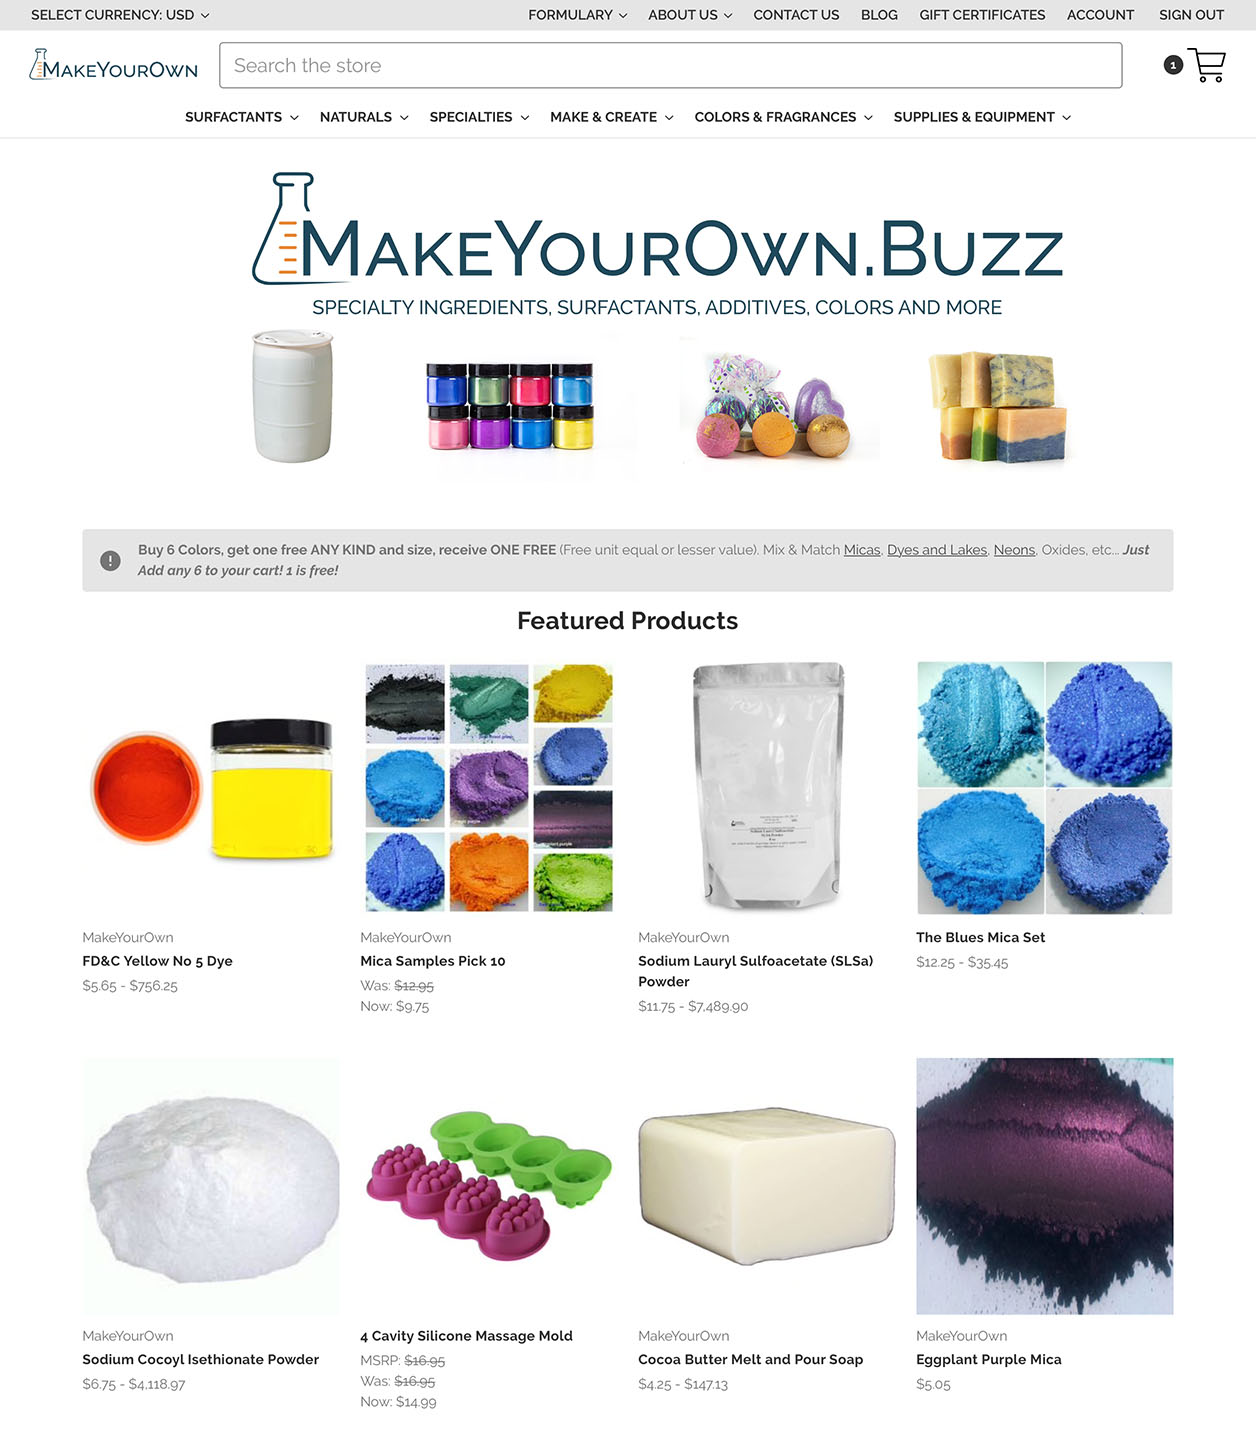 SELECT CURRENCY: USD
FORMULARY
ABOUT US
CONTACT US
BLOG
GIFT CERTIFICATES
ACCOUNT
SIGN OUT
MAKEYOUROWN
Search the store
1
SURFACTANTS
NATURALS
SPECIALTIES
MAKE & CREATE
COLORS & FRAGRANCES
SUPPLIES & EQUIPMENT
MAKEYOUROWN.BUZZ
SPECIALTY INGREDIENTS, SURFACTANTS, ADDITIVES, COLORS AND MORE
Buy 6 Colors, get one free ANY KIND and size, receive ONE FREE (Free unit equal or lesser value). Mix & Match Micas, Dyes and Lakes, Neons, Oxides, etc... Just
Add any 6 to your cart! 1 is free!
Featured Products
MakeYourOwn
FD&C Yellow No 5 Dye
$5.65 - $756.25
MakeYourOwn
Mica Samples Pick 10
Was: $12.95
Now: $9.75
MakeYourOwn
Sodium Lauryl Sulfoacetate (SLSa)
Powder
$11.75 - $7,489.90
The Blues Mica Set
$12.25 - $35.45
MakeYourOwn
Sodium Cocoyl Isethionate Powder
$6.75 - $4,118.97
4 Cavity Silicone Massage Mold
MSRP: $16.95
Was: $16.95
Now: $14.99
MakeYourOwn
Cocoa Butter Melt and Pour Soap
$4.25 - $147.13
MakeYourOwn
Eggplant Purple Mica
$5.05